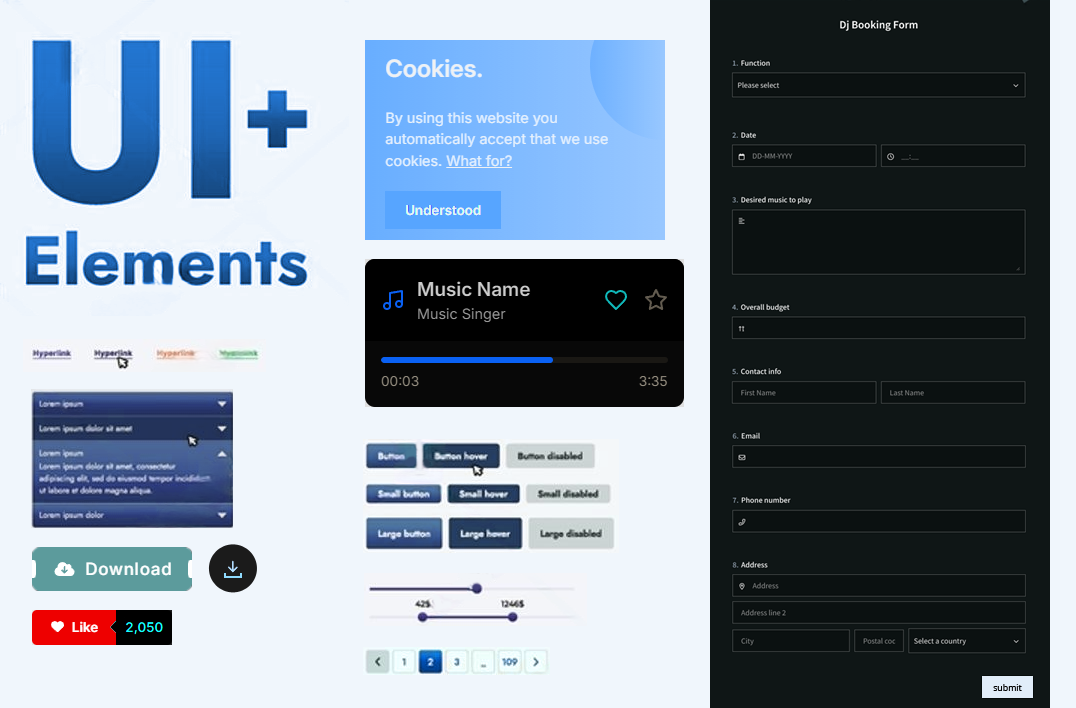 UI+
Elements
Hyperlink
Hyperlink
Hyperlink
Hyperlink
Lorem ipsum
Lorem ipsum dolor sit amet
Lorem ipsum
Lorem ipsum dolor sit amet, consectetur
adipiscing elit, sed do eiusmod tempor incididunt
ut labore et dolore magna aliqua.
Lorem ipsum dolor
Download
Like
2,050
Cookies.
By using this website you
automatically accept that we use
cookies. What for?
Understood
Music Name
Music Singer
00:03
3:35
Button
Button hover
Button disabled
Small button
Small hover
Small disabled
Large button
Large hover
Large disabled
42$
1246$
1
2
3
..
109
Dj Booking Form
1. Function
Please select
2. Date
DD-MM-YYYY
__:__
3. Desired music to play
4. Overall budget
5. Contact info
First Name
Last Name
6. Email
7. Phone number
8. Address
Address
Address line 2
City
Postal coc
Select a country
submit